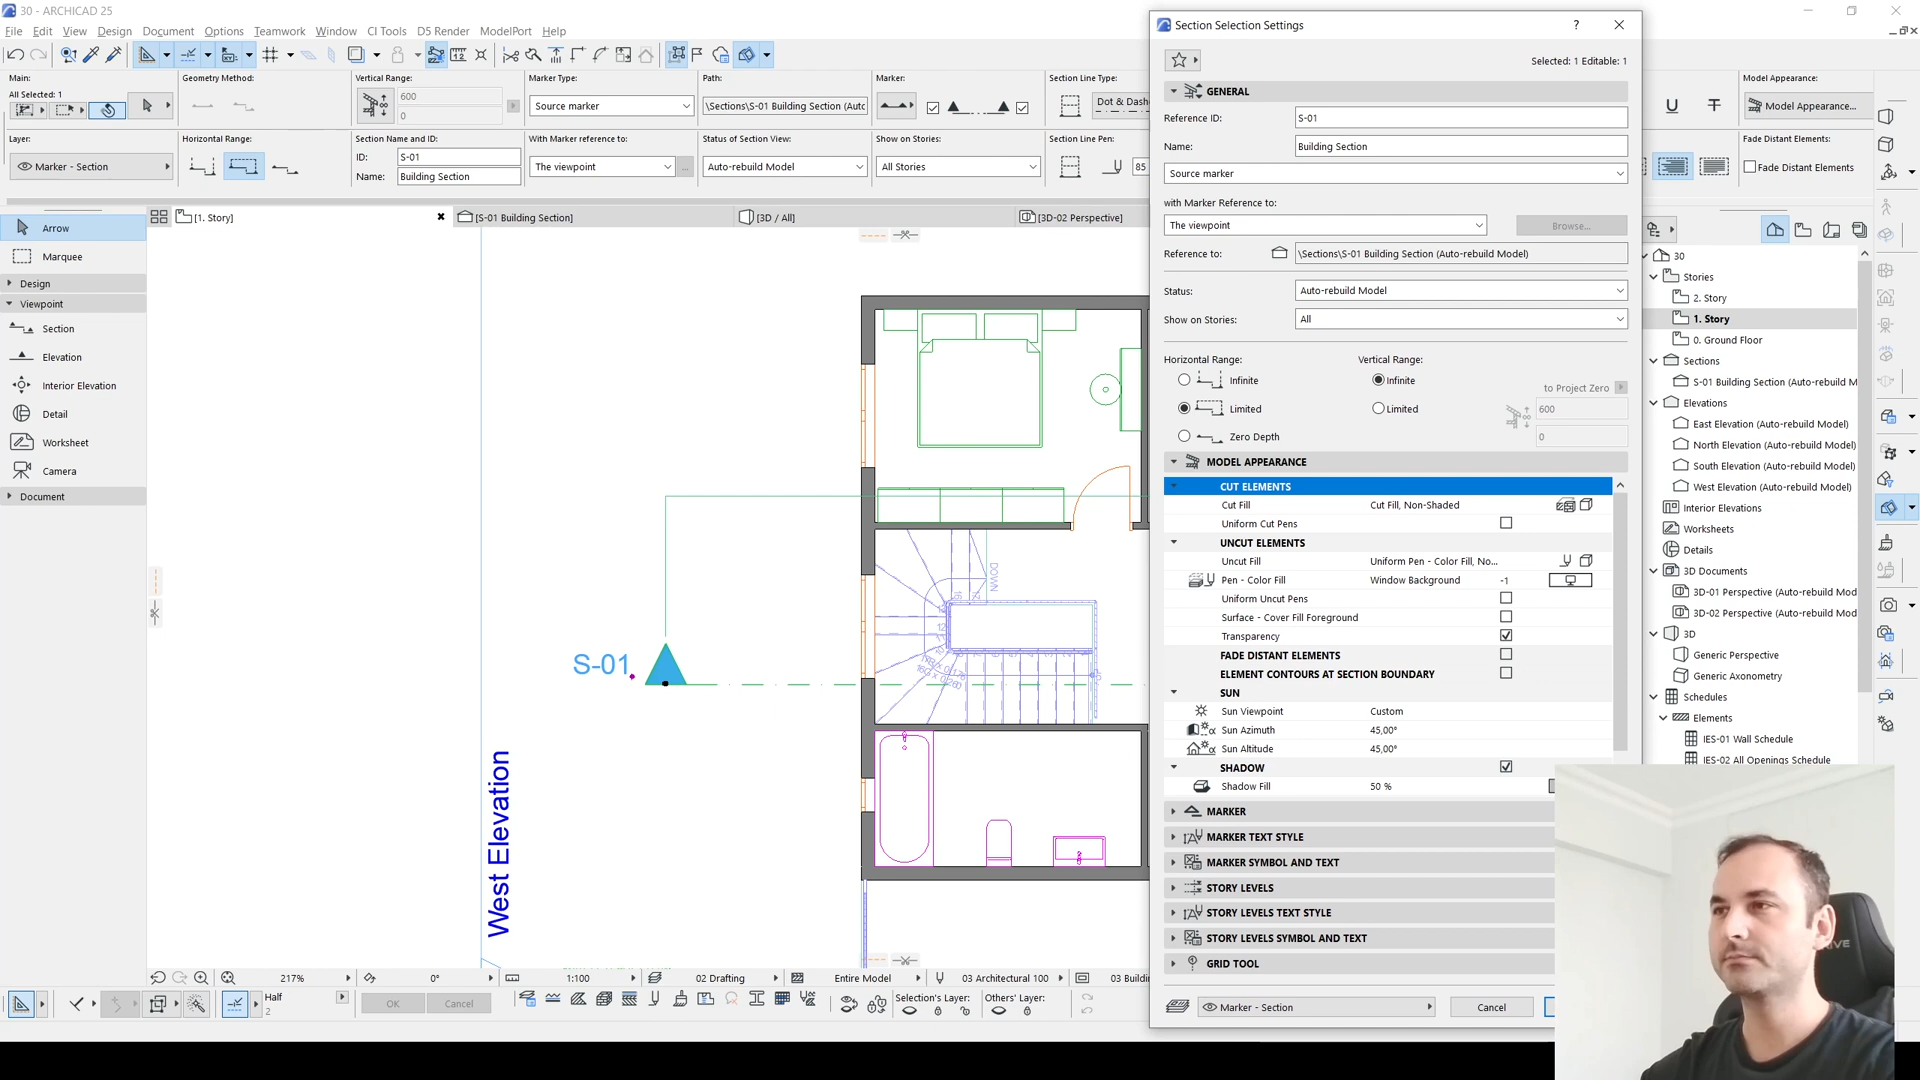 30 - ARCHICAD 25
File Edit View Design Document Options Teamwork Window CI Tools D5 Render ModelPort Help
Main:
All Selected: 1
Geometry Method:
Vertical Range:
600
0
Marker Type:
Source marker
Path:
\Sections\S-01 Building Section (Autc
Marker:
Section Line Type:
Dot & Dash
Model Appearance:
Model Appearance...
Layer:
Marker - Section
Horizontal Range:
Section Name and ID:
ID: S-01
Name: Building Section
With Marker reference to:
The viewpoint
Status of Section View:
Auto-rebuild Model
Show on Stories:
All Stories
Section Line Pen:
85
Fade Distant Elements:
Fade Distant Elements
[1. Story]
[S-01 Building Section]
[3D / All]
[3D-02 Perspective]
Arrow
Marquee
Design
Viewpoint
Section
Elevation
Interior Elevation
Detail
Worksheet
Camera
Document
DOWN
S-01
West Elevation
Section Selection Settings
?
Selected: 1 Editable: 1
GENERAL
Reference ID:
S-01
Name:
Building Section
Source marker
with Marker Reference to:
The viewpoint
Browse...
Reference to:
\Sections\S-01 Building Section (Auto-rebuild Model)
Status:
Auto-rebuild Model
Show on Stories:
All
Horizontal Range:
Vertical Range:
Infinite
Infinite
to Project Zero
Limited
Limited
600
Zero Depth
0
MODEL APPEARANCE
CUT ELEMENTS
Cut Fill
Cut Fill, Non-Shaded
Uniform Cut Pens
UNCUT ELEMENTS
Uncut Fill
Uniform Pen - Color Fill, No...
Pen - Color Fill
Window Background
-1
Uniform Uncut Pens
Surface - Cover Fill Foreground
Transparency
FADE DISTANT ELEMENTS
ELEMENT CONTOURS AT SECTION BOUNDARY
SUN
Sun Viewpoint
Custom
Sun Azimuth
45,00°
Sun Altitude
45,00°
SHADOW
Shadow Fill
50 %
MARKER
MARKER TEXT STYLE
MARKER SYMBOL AND TEXT
STORY LEVELS
STORY LEVELS TEXT STYLE
STORY LEVELS SYMBOL AND TEXT
GRID TOOL
Marker - Section
Cancel
30
Stories
2. Story
1. Story
0. Ground Floor
Sections
S-01 Building Section (Auto-rebuild M
Elevations
East Elevation (Auto-rebuild Model)
North Elevation (Auto-rebuild Model)
South Elevation (Auto-rebuild Model)
West Elevation (Auto-rebuild Model)
Interior Elevations
Worksheets
Details
3D Documents
3D-01 Perspective (Auto-rebuild Mod
3D-02 Perspective (Auto-rebuild Mod
3D
Generic Perspective
Generic Axonometry
Schedules
Elements
IES-01 Wall Schedule
IES-02 All Openings Schedule
217%
0°
1:100
02 Drafting
Entire Model
03 Architectural 100
03 Buildin
Half
2
OK
Cancel
Selection's Layer:
Others' Layer: